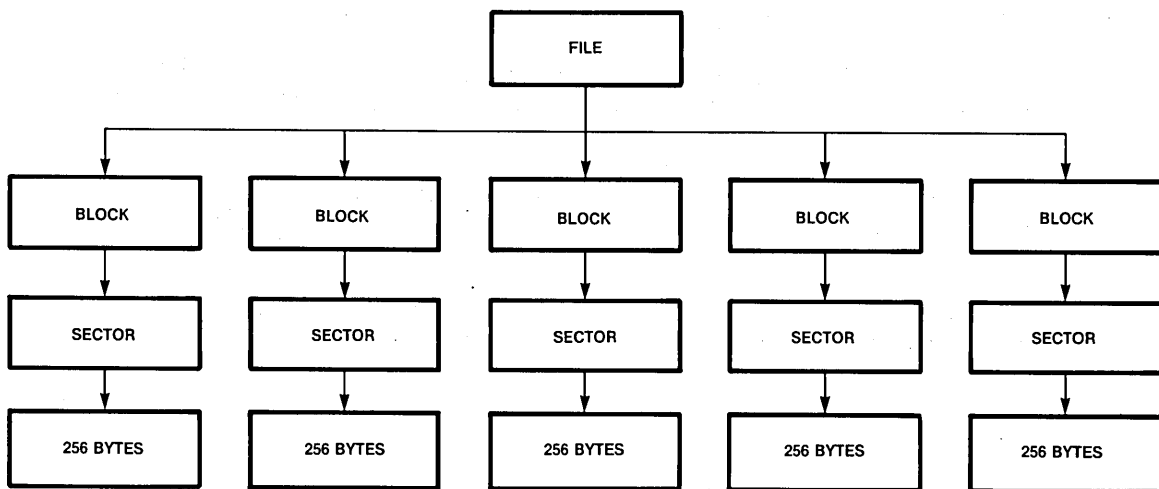 FILE
BLOCK
BLOCK
BLOCK
BLOCK
BLOCK
SECTOR
SECTOR
SECTOR
SECTOR
SECTOR
256 BYTES
256 BYTES
256 BYTES
256 BYTES
256 BYTES